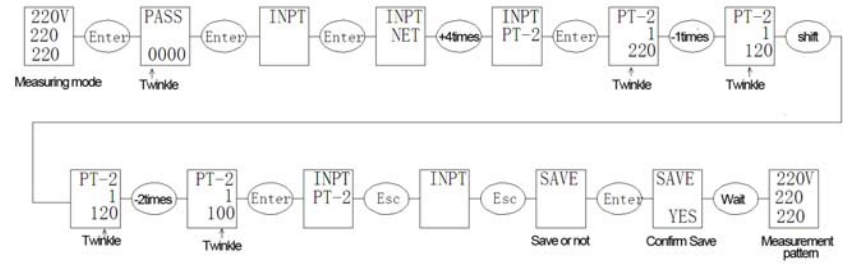 220V
220
220
Measuring mode
Enter
PASS
0000
Twinkle
Enter
INPT
Enter
INPT
NET
+4times
INPT
PT-2
Enter
PT-2
1
220
Twinkle
-1times
PT-2
1
120
Twinkle
shift
PT-2
1
120
Twinkle
-2times
PT-2
1
100
Twinkle
Enter
INPT
PT-2
Esc
INPT
Esc
SAVE
Save or not
Enter
SAVE
YES
Confirm Save
Wait
220V
220
220
Measurement
pattern